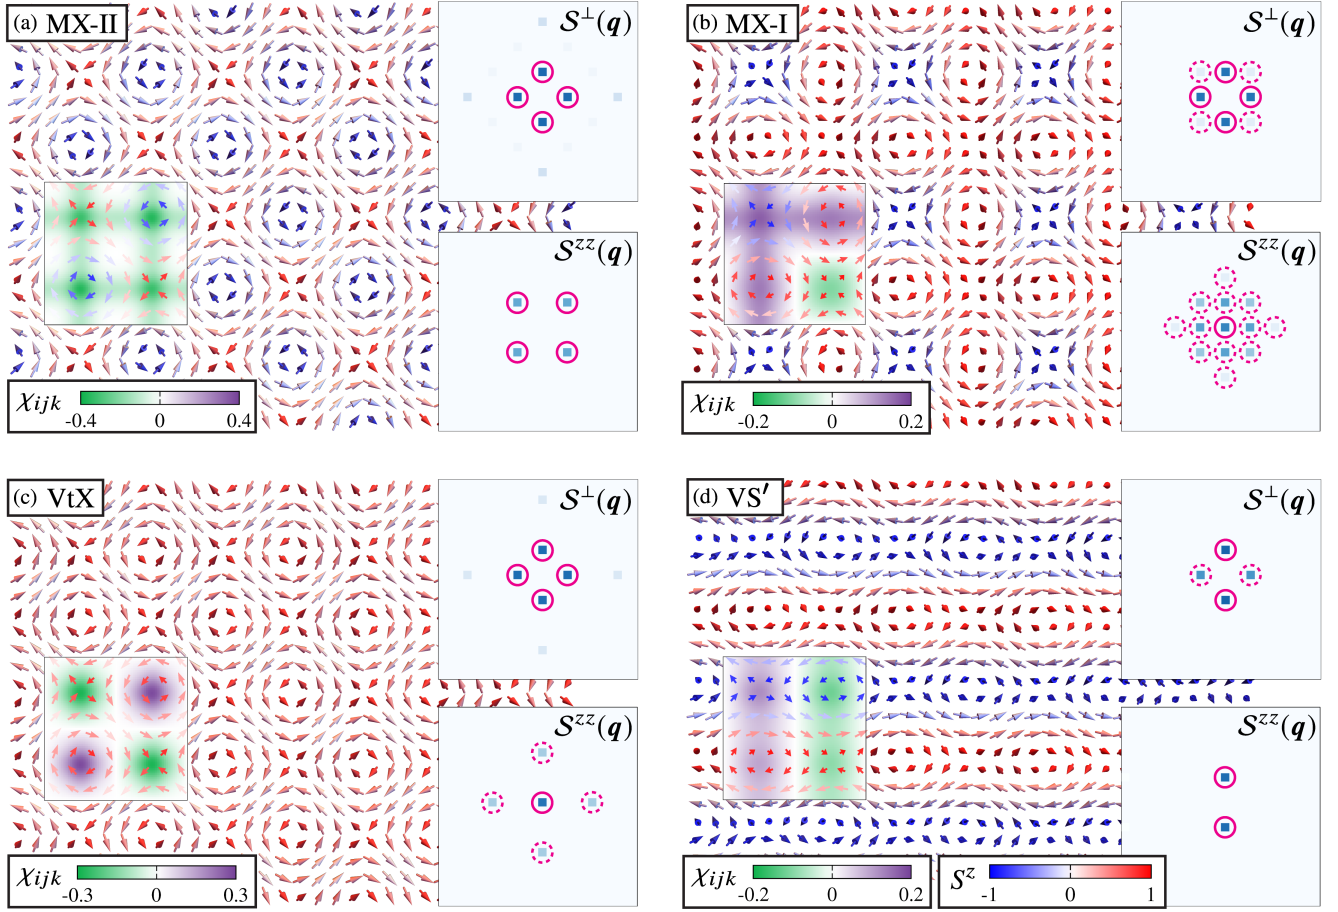 (a) MX-II
𝒮⊥(q)
𝒮zz(q)
χijk
-0.4 0 0.4
(b) MX-I
𝒮⊥(q)
𝒮zz(q)
χijk
-0.2 0 0.2
(c) VtX
𝒮⊥(q)
𝒮zz(q)
χijk
-0.3 0 0.3
(d) VS′
𝒮⊥(q)
𝒮zz(q)
χijk
-0.2 0 0.2
Sz
-1 0 1